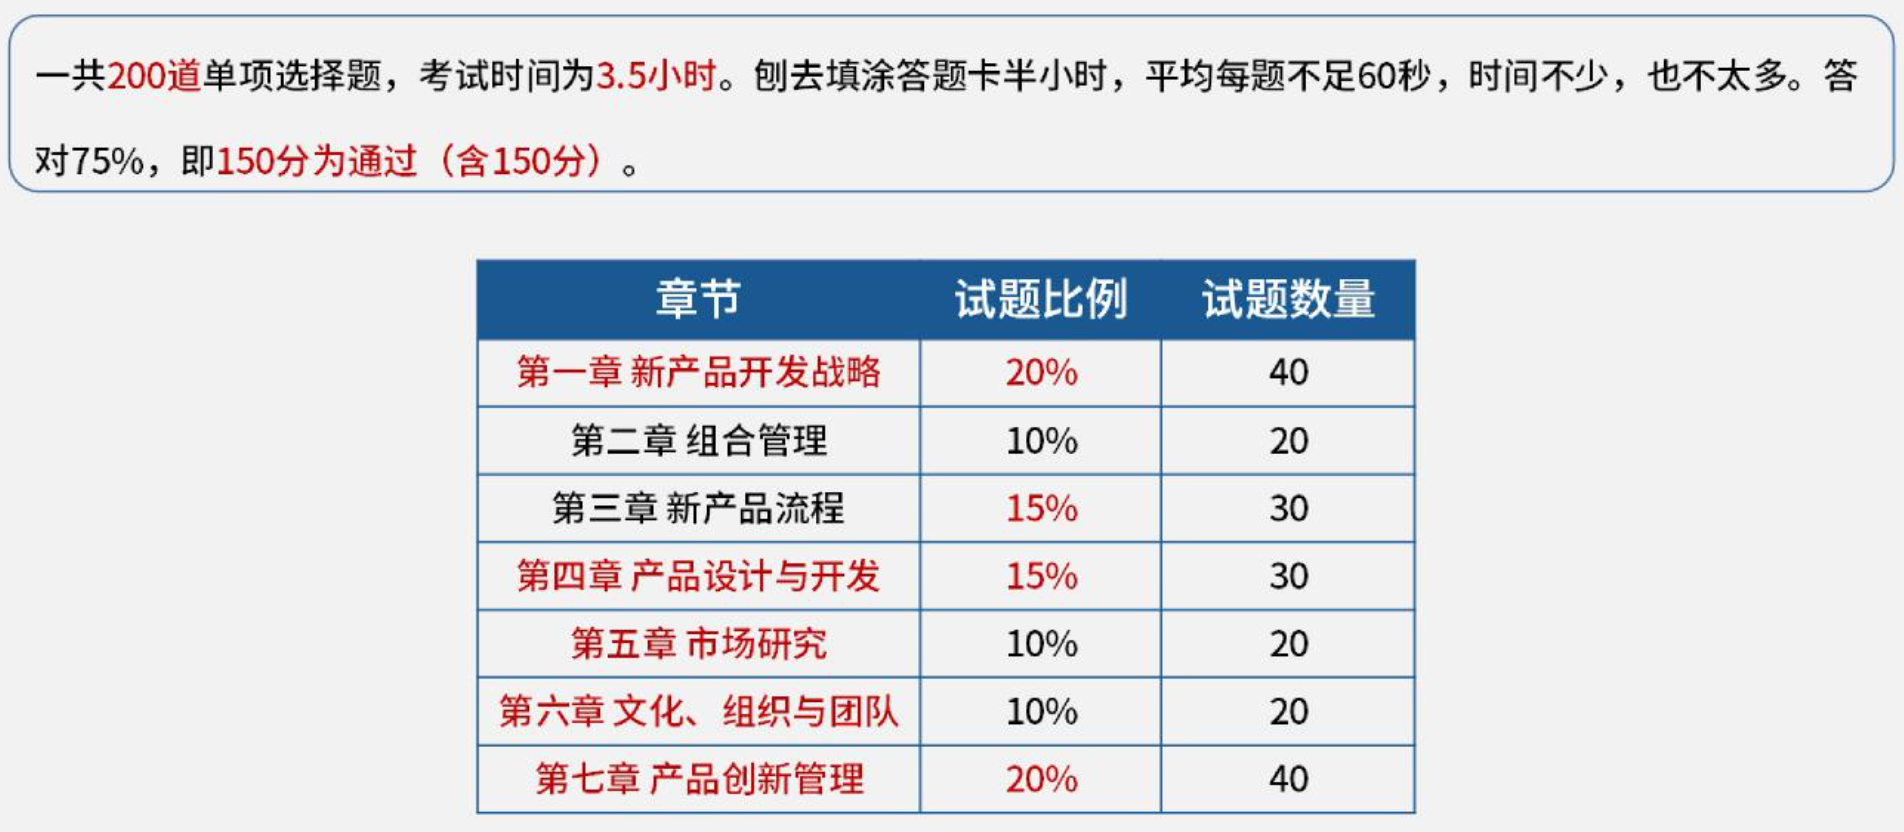 一共200道单项选择题，考试时间为3.5小时。刨去填涂答题卡半小时，平均每题不足60秒，时间不少，也不太多。答
对75%，即150分为通过（含150分）。
章节 试题比例 试题数量
第一章 新产品开发战略 20% 40
第二章 组合管理 10% 20
第三章 新产品流程 15% 30
第四章 产品设计与开发 15% 30
第五章 市场研究 10% 20
第六章 文化、组织与团队 10% 20
第七章 产品创新管理 20% 40